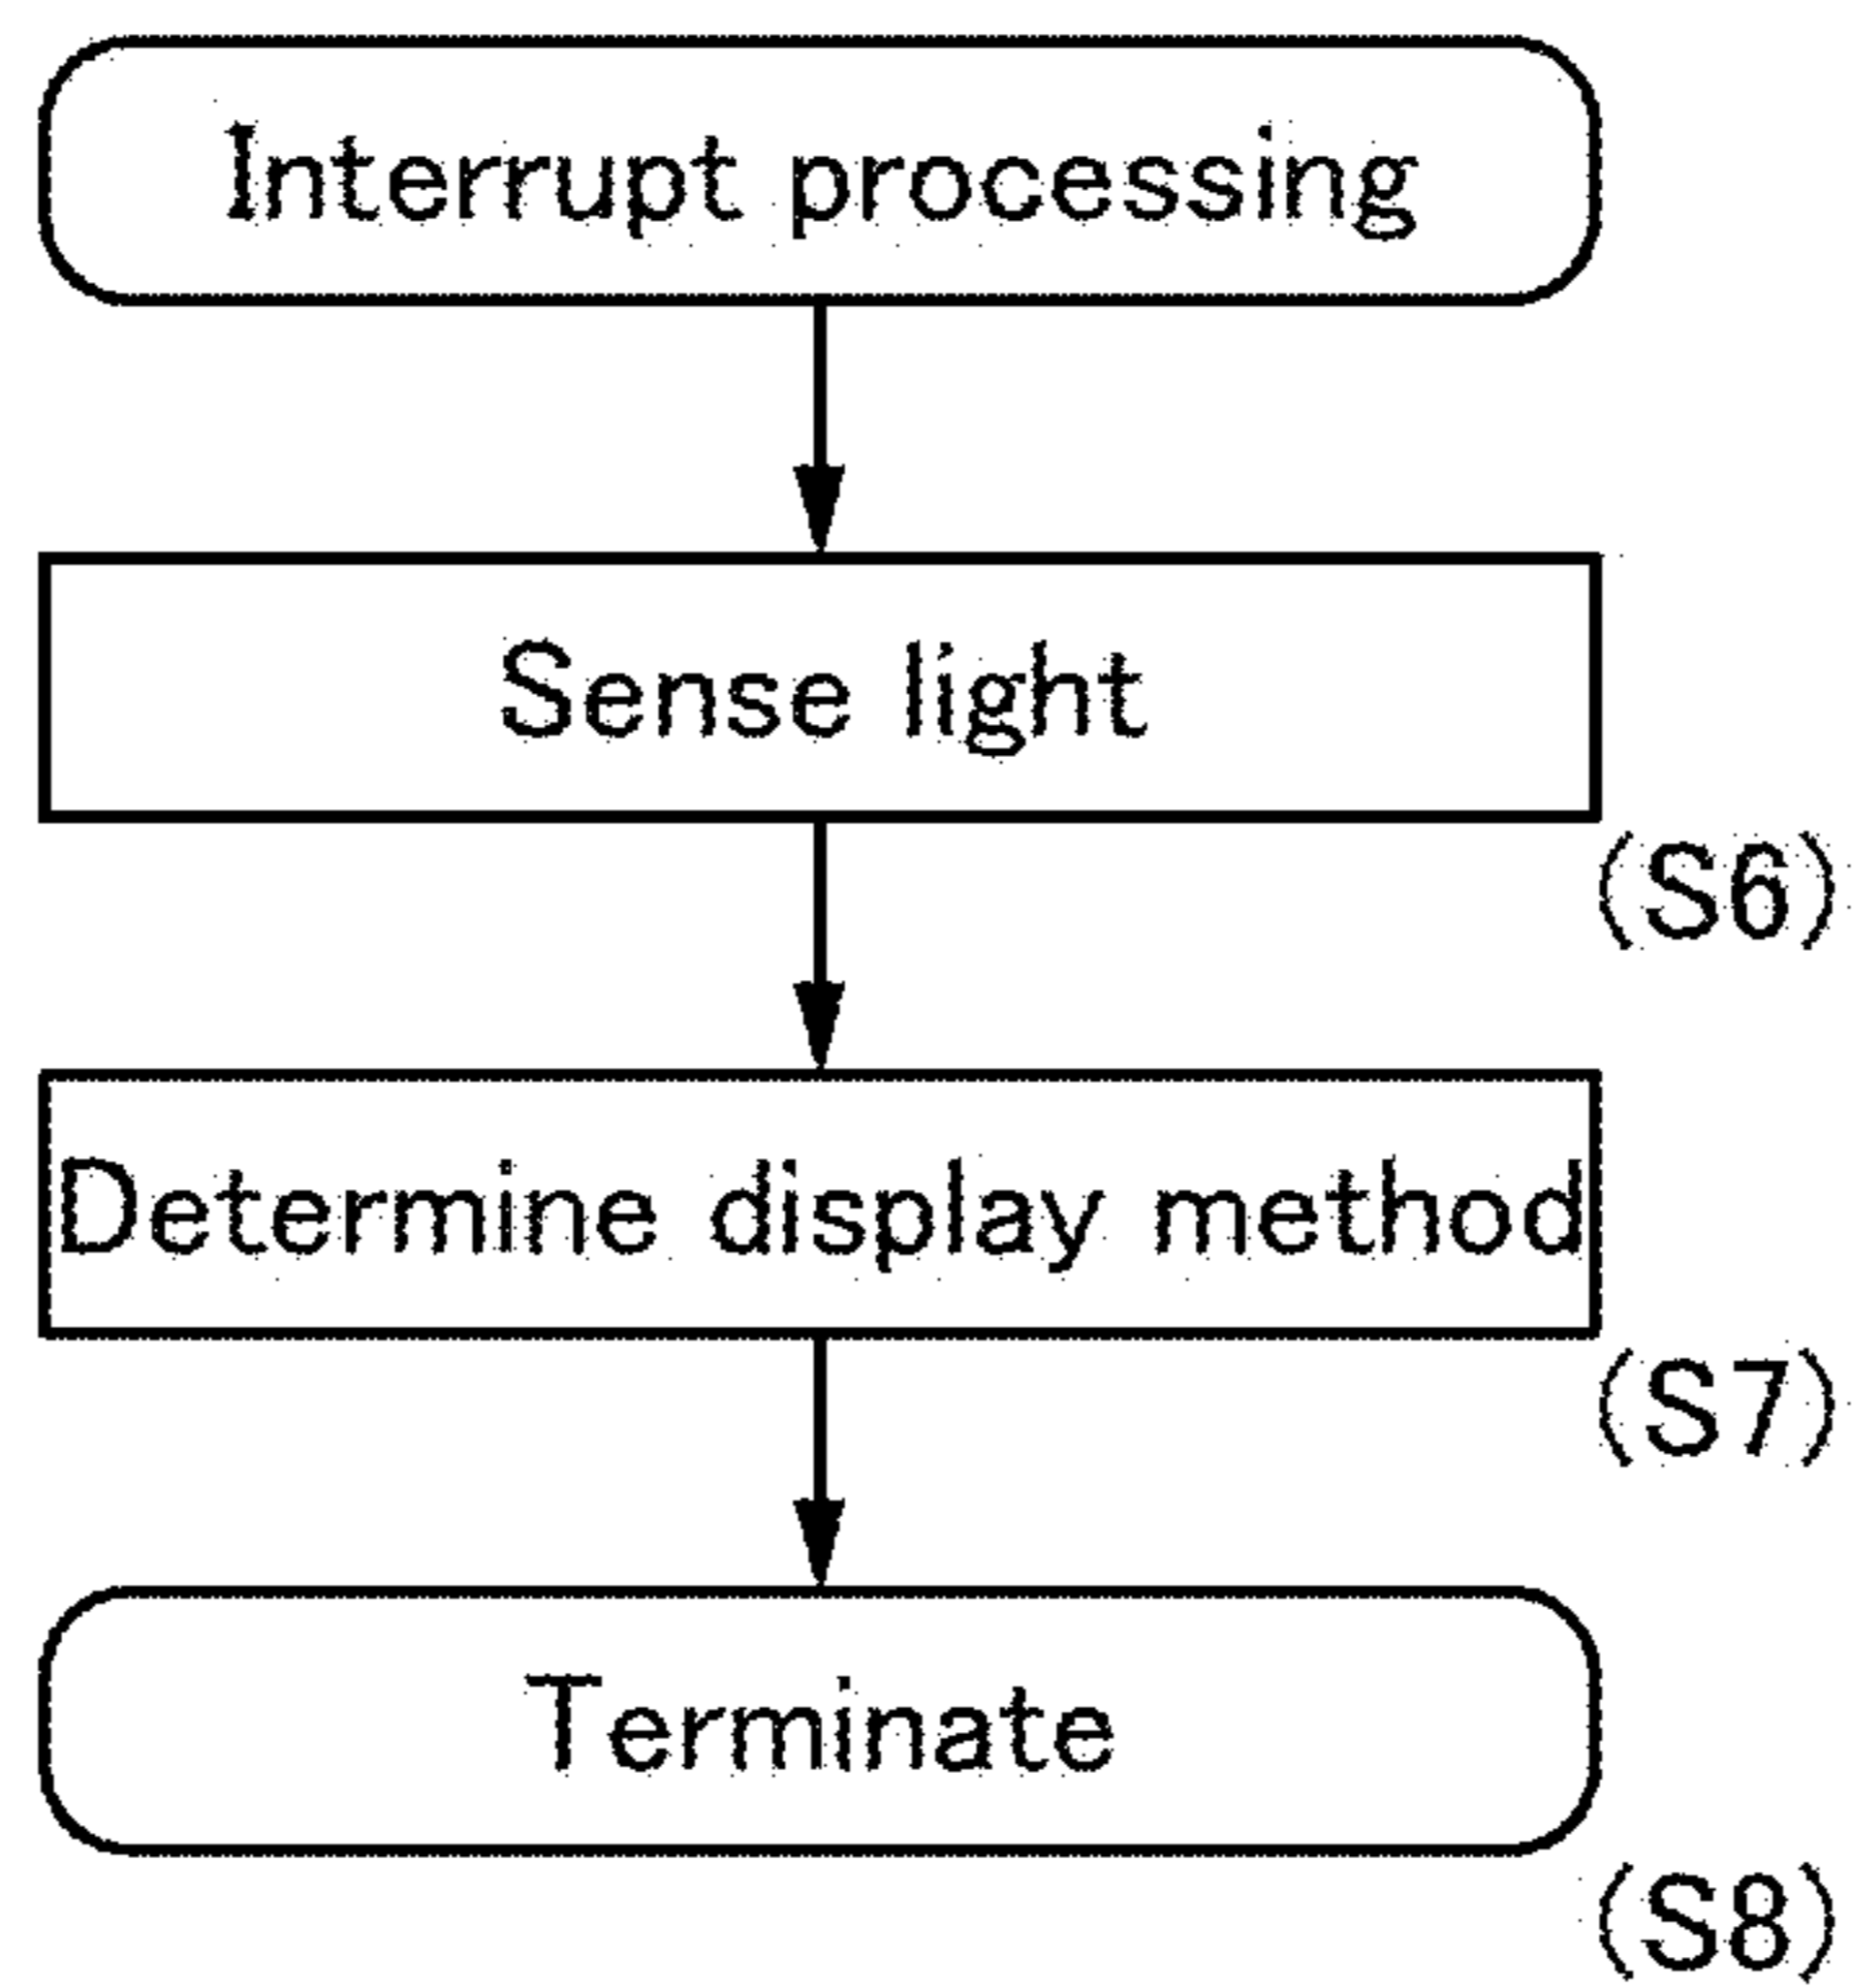 Interrupt processing
Sense light
(S6)
Determine display method
(S7)
Terminate
(S8)